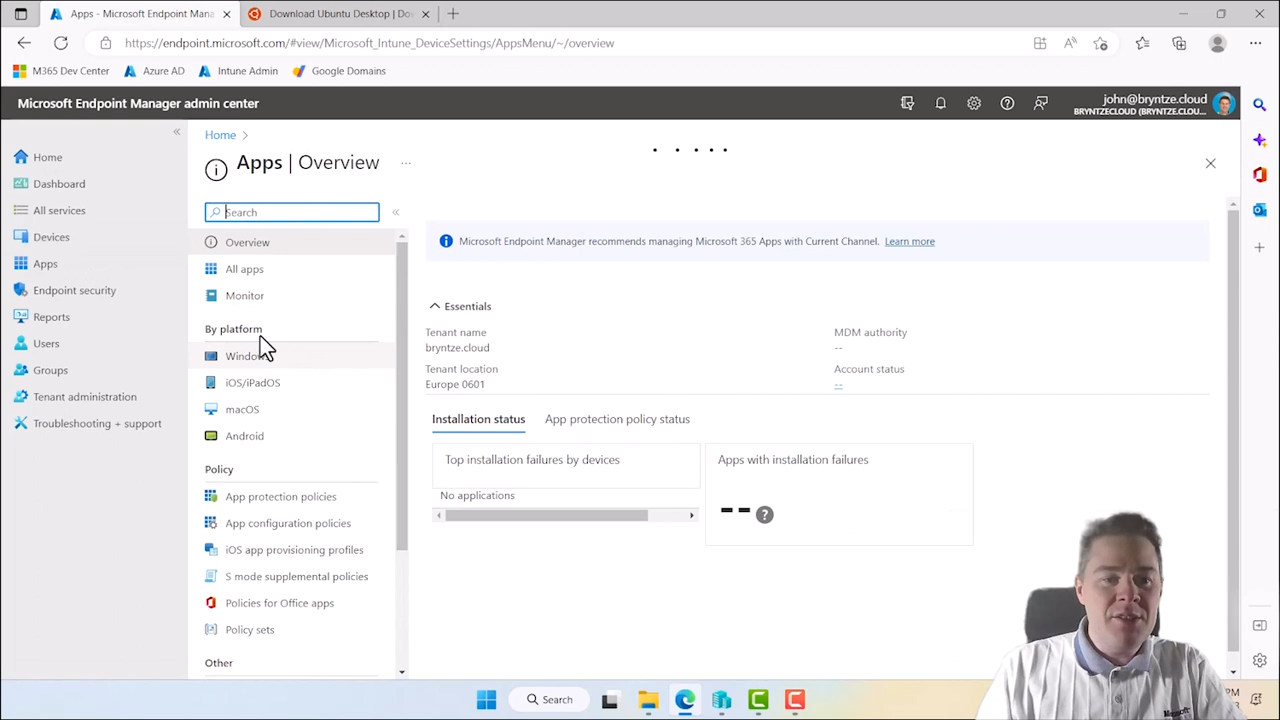 Apps - Microsoft Endpoint Mana
Download Ubuntu Desktop | Do
https://endpoint.microsoft.com/#view/Microsoft_Intune_DeviceSettings/AppsMenu/~/overview
M365 Dev Center
Azure AD
Intune Admin
Google Domains
Microsoft Endpoint Manager admin center
john@bryntze.cloud
BRYNTZECLOUD (BRYNTZE.CLOU...
Home
Dashboard
All services
Devices
Apps
Endpoint security
Reports
Users
Groups
Tenant administration
Troubleshooting + support
Home >
Apps | Overview
Search
Overview
All apps
Monitor
By platform
Windo
iOS/iPadOS
macOS
Android
Policy
App protection policies
App configuration policies
iOS app provisioning profiles
S mode supplemental policies
Policies for Office apps
Policy sets
Other
Microsoft Endpoint Manager recommends managing Microsoft 365 Apps with Current Channel. Learn more
Essentials
Tenant name
bryntze.cloud
Tenant location
Europe 0601
MDM authority
--
Account status
--
Installation status
App protection policy status
Top installation failures by devices
No applications
Apps with installation failures
--
Search
Microsoft